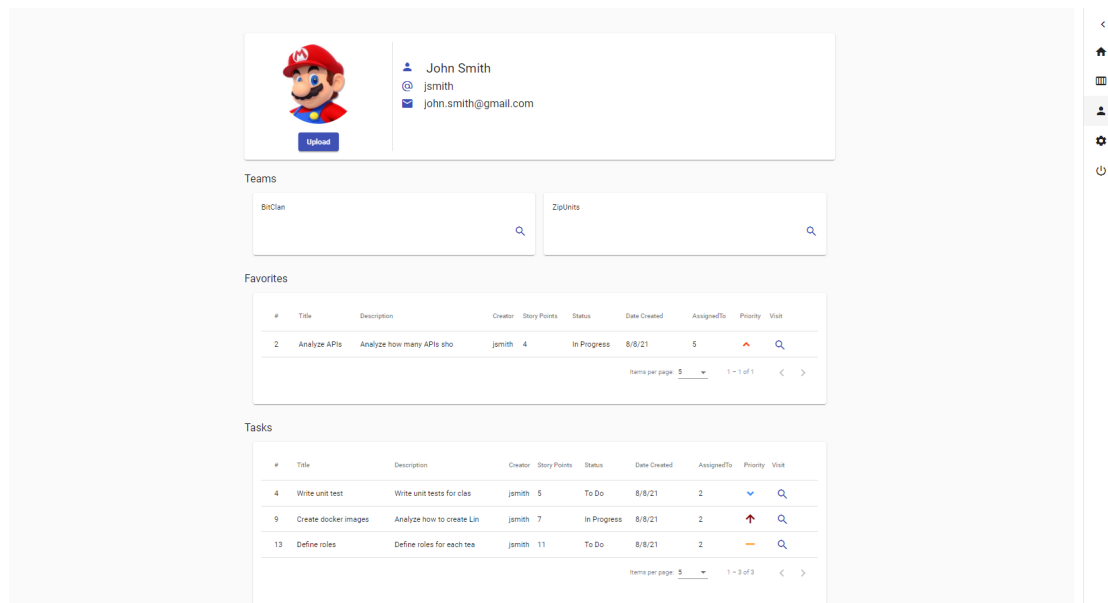 John Smith
@ jsmith
john.smith@gmail.com
Upload
Teams
BitClan
ZipUnits
Favorites
# Title Description Creator Story Points Status Date Created AssignedTo Priority Visit
2 Analyze APIs Analyze how many APIs sho jsmith 4 In Progress 8/8/21 5
Items per page: 5 1 – 1 of 1
Tasks
# Title Description Creator Story Points Status Date Created AssignedTo Priority Visit
4 Write unit test Write unit tests for clas jsmith 5 To Do 8/8/21 2
9 Create docker images Analyze how to create Lin jsmith 7 In Progress 8/8/21 2
13 Define roles Define roles for each tea jsmith 11 To Do 8/8/21 2
Items per page: 5 1 – 3 of 3